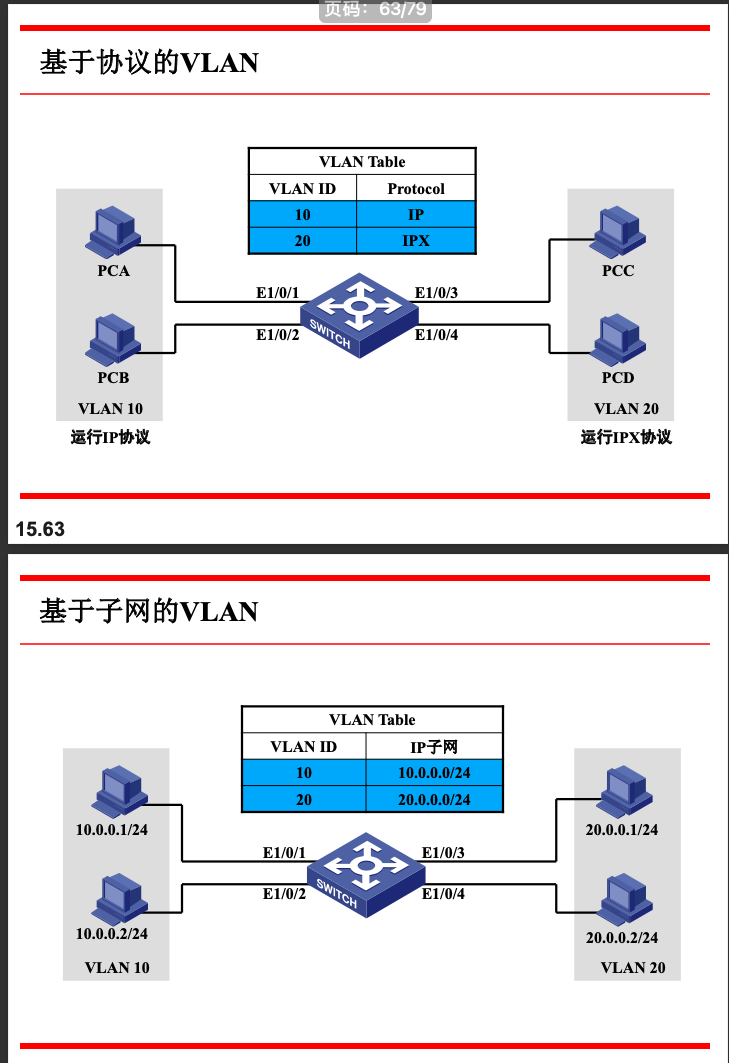 页码：63/79
基于协议的VLAN
VLAN Table
VLAN ID Protocol
10 IP
20 IPX
PCA
PCC
E1/0/1
E1/0/3
E1/0/2
E1/0/4
SWITCH
PCB
PCD
VLAN 10
VLAN 20
运行IP协议
运行IPX协议
15.63
基于子网的VLAN
VLAN Table
VLAN ID IP子网
10 10.0.0.0/24
20 20.0.0.0/24
10.0.0.1/24
20.0.0.1/24
E1/0/1
E1/0/3
E1/0/2
E1/0/4
SWITCH
10.0.0.2/24
20.0.0.2/24
VLAN 10
VLAN 20